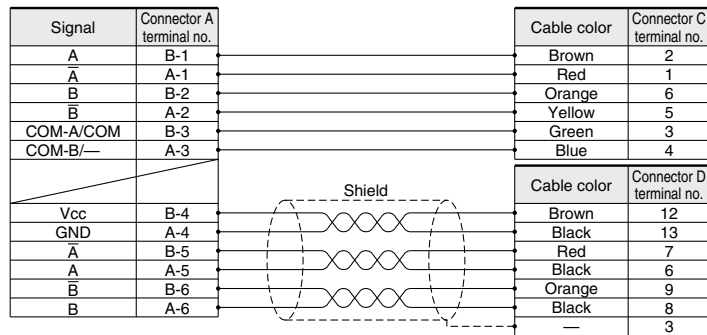 Signal Connector A terminal no. Cable color Connector C terminal no.
A B-1 Brown 2
A̅ A-1 Red 1
B B-2 Orange 6
B̅ A-2 Yellow 5
COM-A/COM B-3 Green 3
COM-B/— A-3 Blue 4
Shield Cable color Connector D terminal no.
Vcc B-4 Brown 12
GND A-4 Black 13
A̅ B-5 Red 7
A A-5 Black 6
B̅ B-6 Orange 9
B A-6 Black 8
— 3